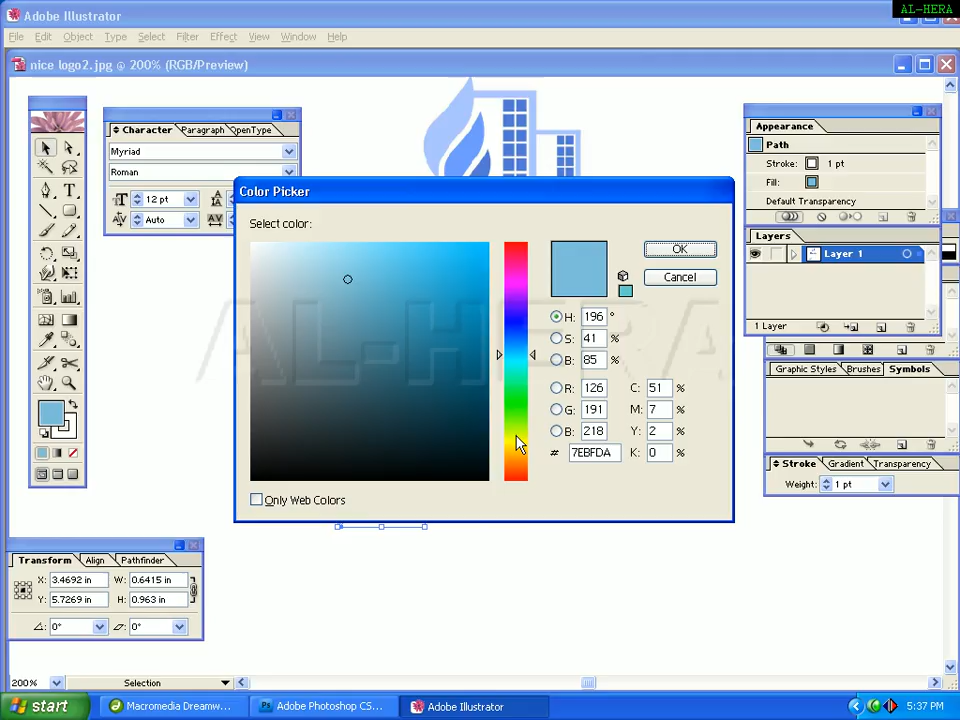 AL-HERA
Adobe Illustrator
File Edit Object Type Select Filter Effect View Window Help
nice logo2.jpg @ 200% (RGB/Preview)
Character Paragraph OpenType
Myriad
Roman
12 pt
Auto
Appearance
Path
Stroke: 1 pt
Fill:
Default Transparency
Layers
Layer 1
1 Layer
Graphic Styles Brushes Symbols
Stroke Gradient Transparency
Weight: 1 pt
Color Picker
Select color:
OK
Cancel
H: 196 °
S: 41 %
B: 85 %
R: 126 C: 51 %
G: 191 M: 7 %
B: 218 Y: 2 %
# 7EBFDA K: 0 %
Only Web Colors
AL-HERA
Transform Align Pathfinder
X: 3.4692 in W: 0.6415 in
Y: 5.7269 in H: 0.963 in
0° 0°
200% Selection
start Macromedia Dreamw... Adobe Photoshop CS... Adobe Illustrator 5:37 PM